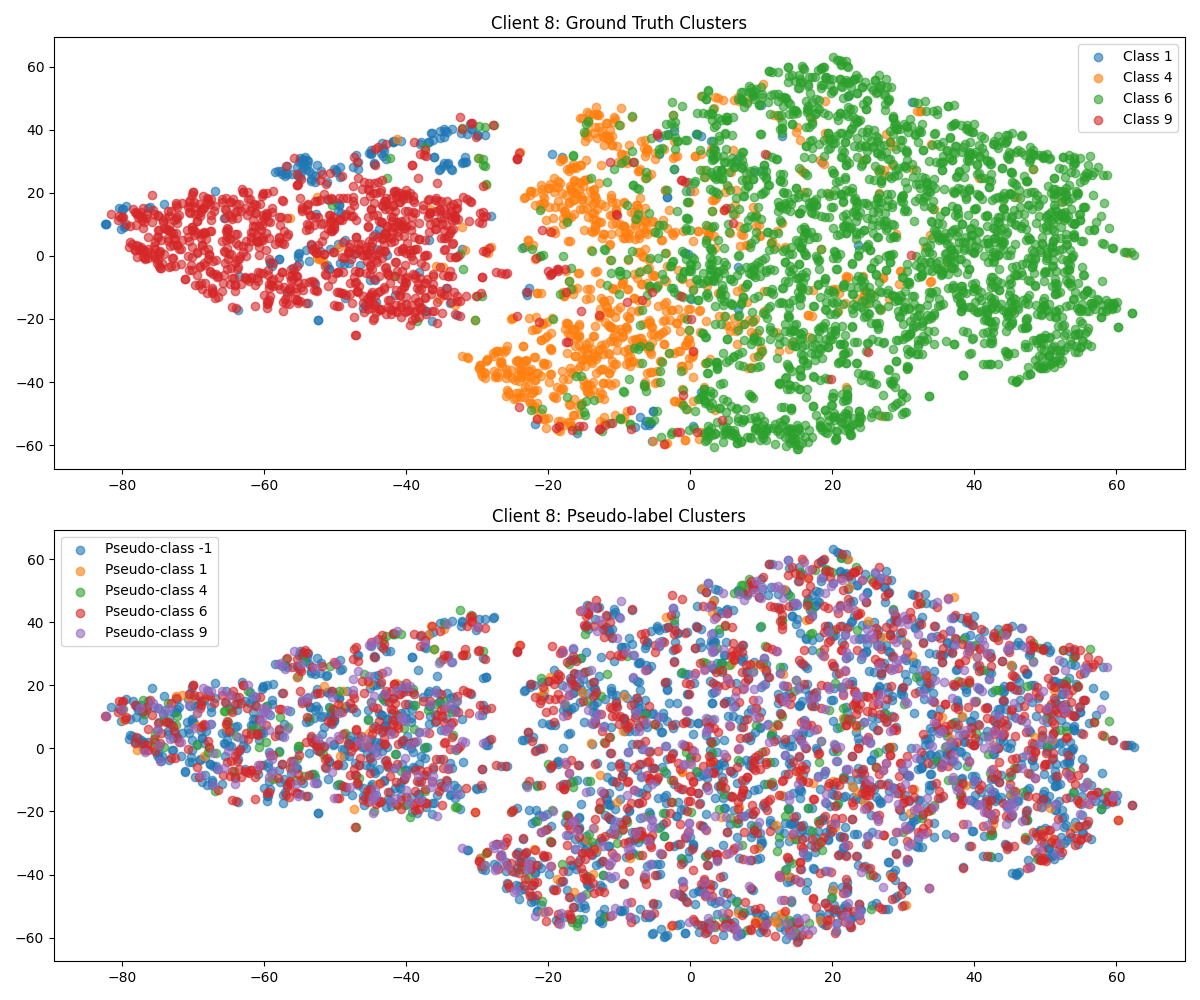 Client 8: Ground Truth Clusters
Class 1
Class 4
Class 6
Class 9
60
40
20
0
−20
−40
−60
−80 −60 −40 −20 0 20 40 60
Client 8: Pseudo-label Clusters
Pseudo-class -1
Pseudo-class 1
Pseudo-class 4
Pseudo-class 6
Pseudo-class 9
60
40
20
0
−20
−40
−60
−80 −60 −40 −20 0 20 40 60